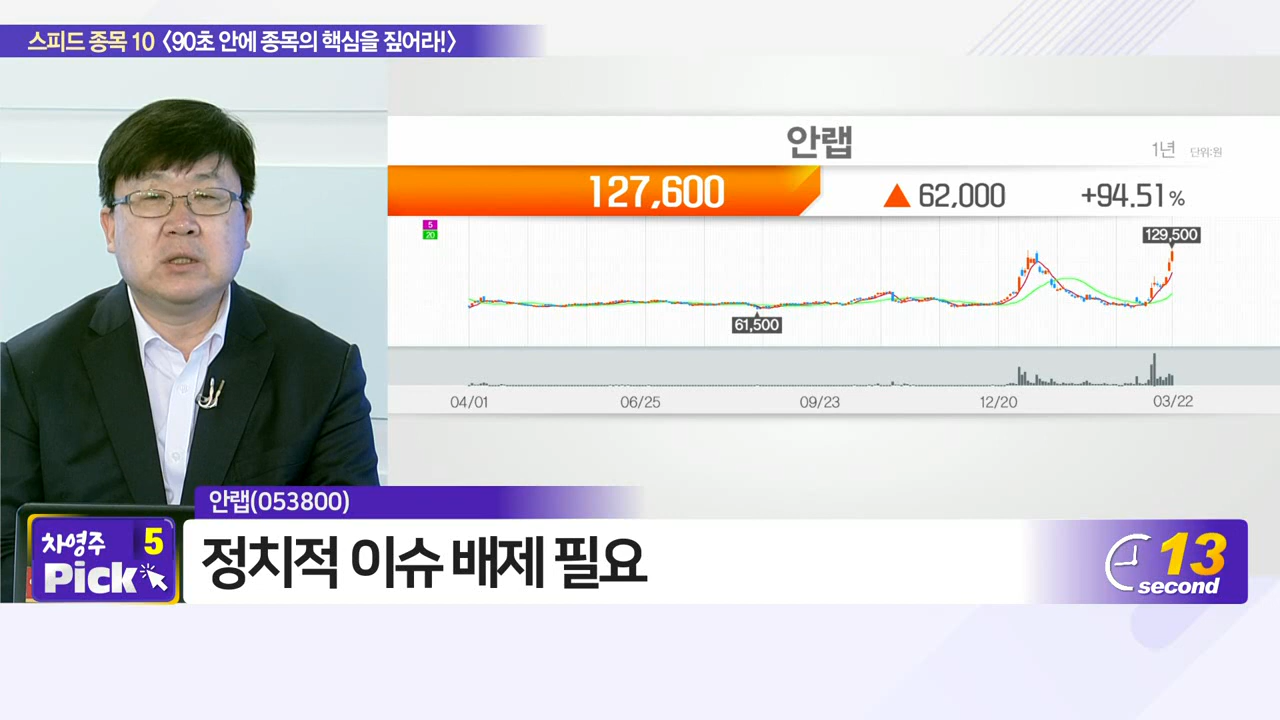 스피드 종목 10 〈90초 안에 종목의 핵심을 짚어라!〉
안랩
1년 단위:원
127,600 ▲ 62,000 +94.51%
5
20
129,500
61,500
04/01 06/25 09/23 12/20 03/22
안랩(053800)
차영주 5
Pick
정치적 이슈 배제 필요
13
second